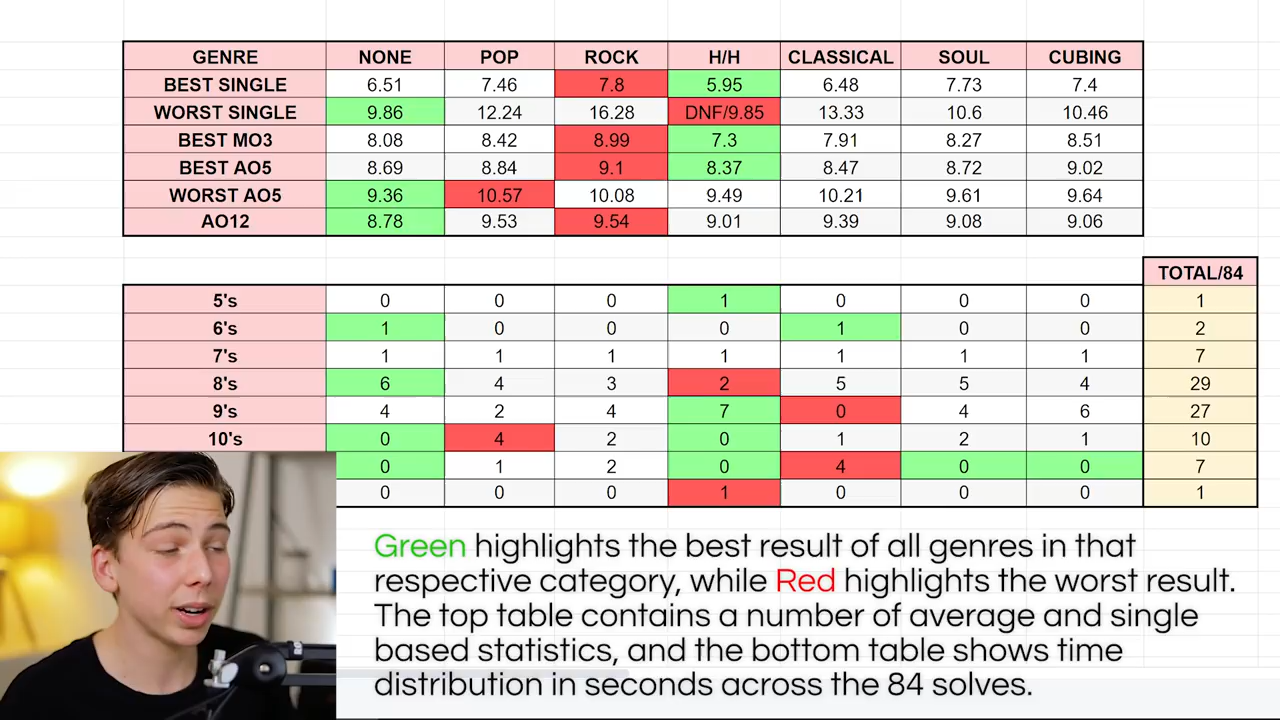 GENRE NONE POP ROCK H/H CLASSICAL SOUL CUBING
BEST SINGLE 6.51 7.46 7.8 5.95 6.48 7.73 7.4
WORST SINGLE 9.86 12.24 16.28 DNF/9.85 13.33 10.6 10.46
BEST MO3 8.08 8.42 8.99 7.3 7.91 8.27 8.51
BEST AO5 8.69 8.84 9.1 8.37 8.47 8.72 9.02
WORST AO5 9.36 10.57 10.08 9.49 10.21 9.61 9.64
AO12 8.78 9.53 9.54 9.01 9.39 9.08 9.06
TOTAL/84
5's 0 0 0 1 0 0 0 1
6's 1 0 0 0 1 0 0 2
7's 1 1 1 1 1 1 1 7
8's 6 4 3 2 5 5 4 29
9's 4 2 4 7 0 4 6 27
10's 0 4 2 0 1 2 1 10
0 1 2 0 4 0 0 7
0 0 0 1 0 0 0 1
Green highlights the best result of all genres in that
respective category, while Red highlights the worst result.
The top table contains a number of average and single
based statistics, and the bottom table shows time
distribution in seconds across the 84 solves.